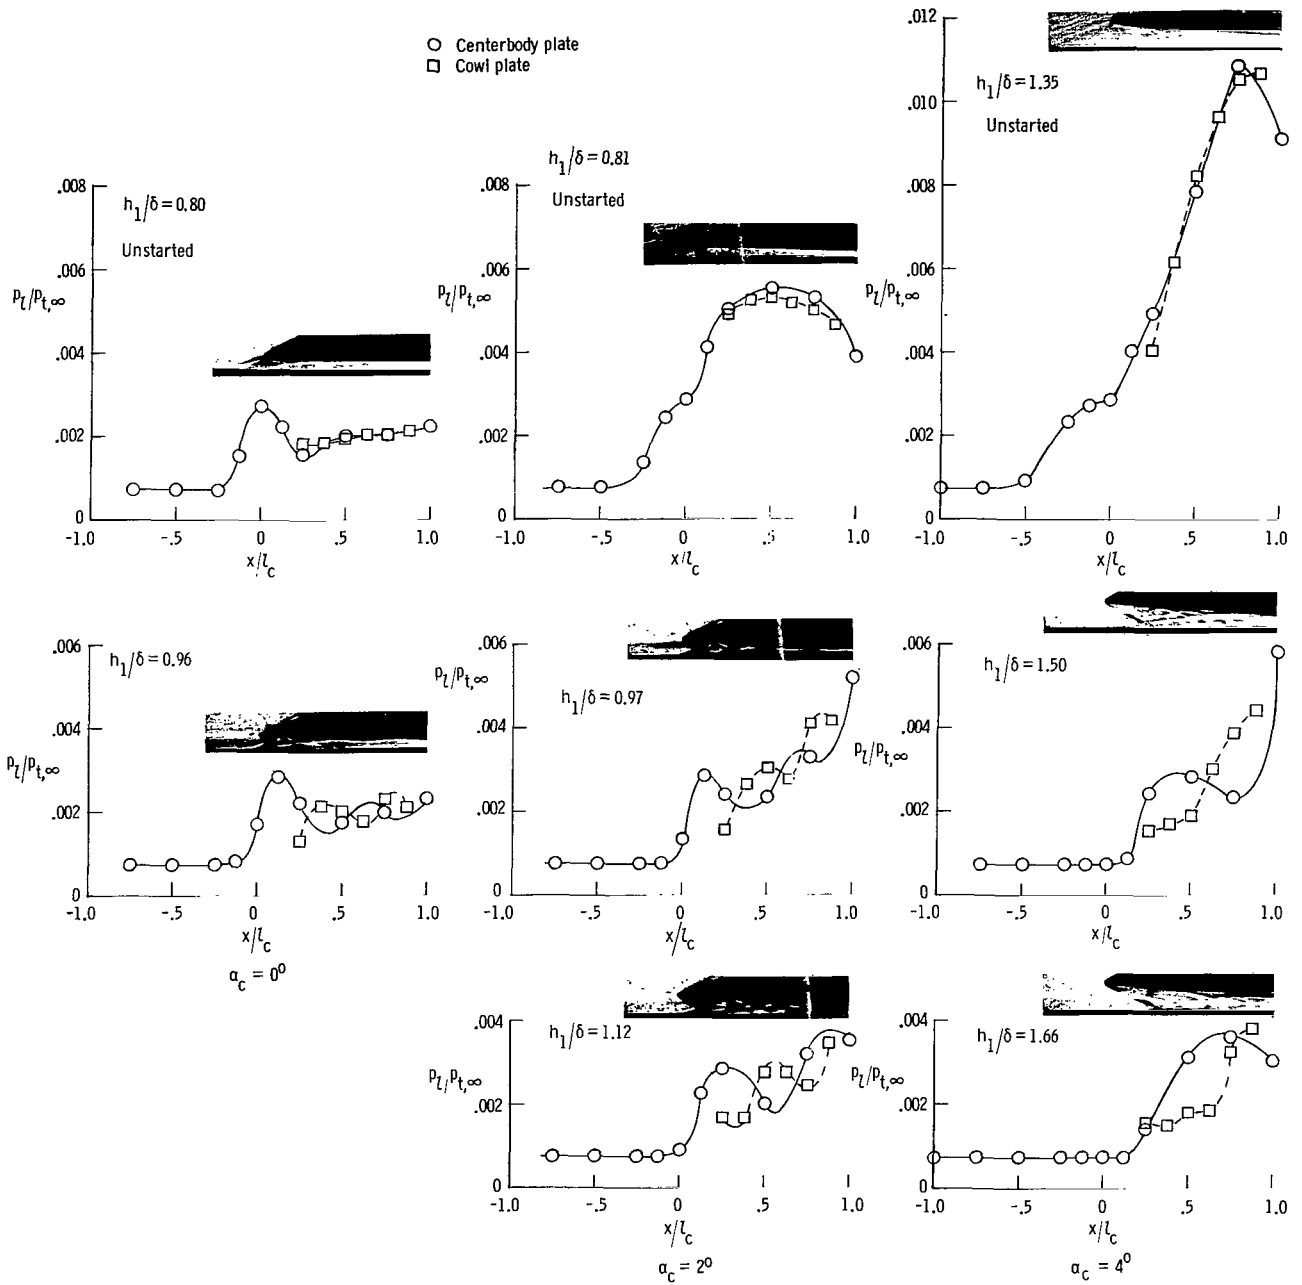 Centerbody plate
Cowl plate
h1/δ = 0.80
Unstarted
.008
.006
pl/pt,∞
.004
.002
0
-1.0 -.5 0 .5 1.0
x/lc
h1/δ = 0.81
Unstarted
.008
.006
pl/pt,∞
.004
.002
0
-1.0 -.5 0 .5 1.0
x/lc
.012
h1/δ = 1.35
.010
Unstarted
.008
.006
pl/pt,∞
.004
.002
0
-1.0 -.5 0 .5 1.0
x/lc
.006
h1/δ = 0.96
.004
pl/pt,∞
.002
0
-1.0 -.5 0 .5 1.0
x/lc
αc = 0⁰
.006
pl/pt,∞
h1/δ = 0.97
.004
.002
0
-1.0 -.5 0 .5 1.0
x/lc
.006
h1/δ = 1.50
.004
pl/pt,∞
.002
0
-1.0 -.5 0 .5 1.0
x/lc
.004
h1/δ = 1.12
pl/pt,∞
.002
0
-1.0 -.5 0 .5 1.0
x/lc
αc = 2⁰
.004
h1/δ = 1.66
pl/pt,∞
.002
0
-1.0 -.5 0 .5 1.0
x/lc
αc = 4⁰